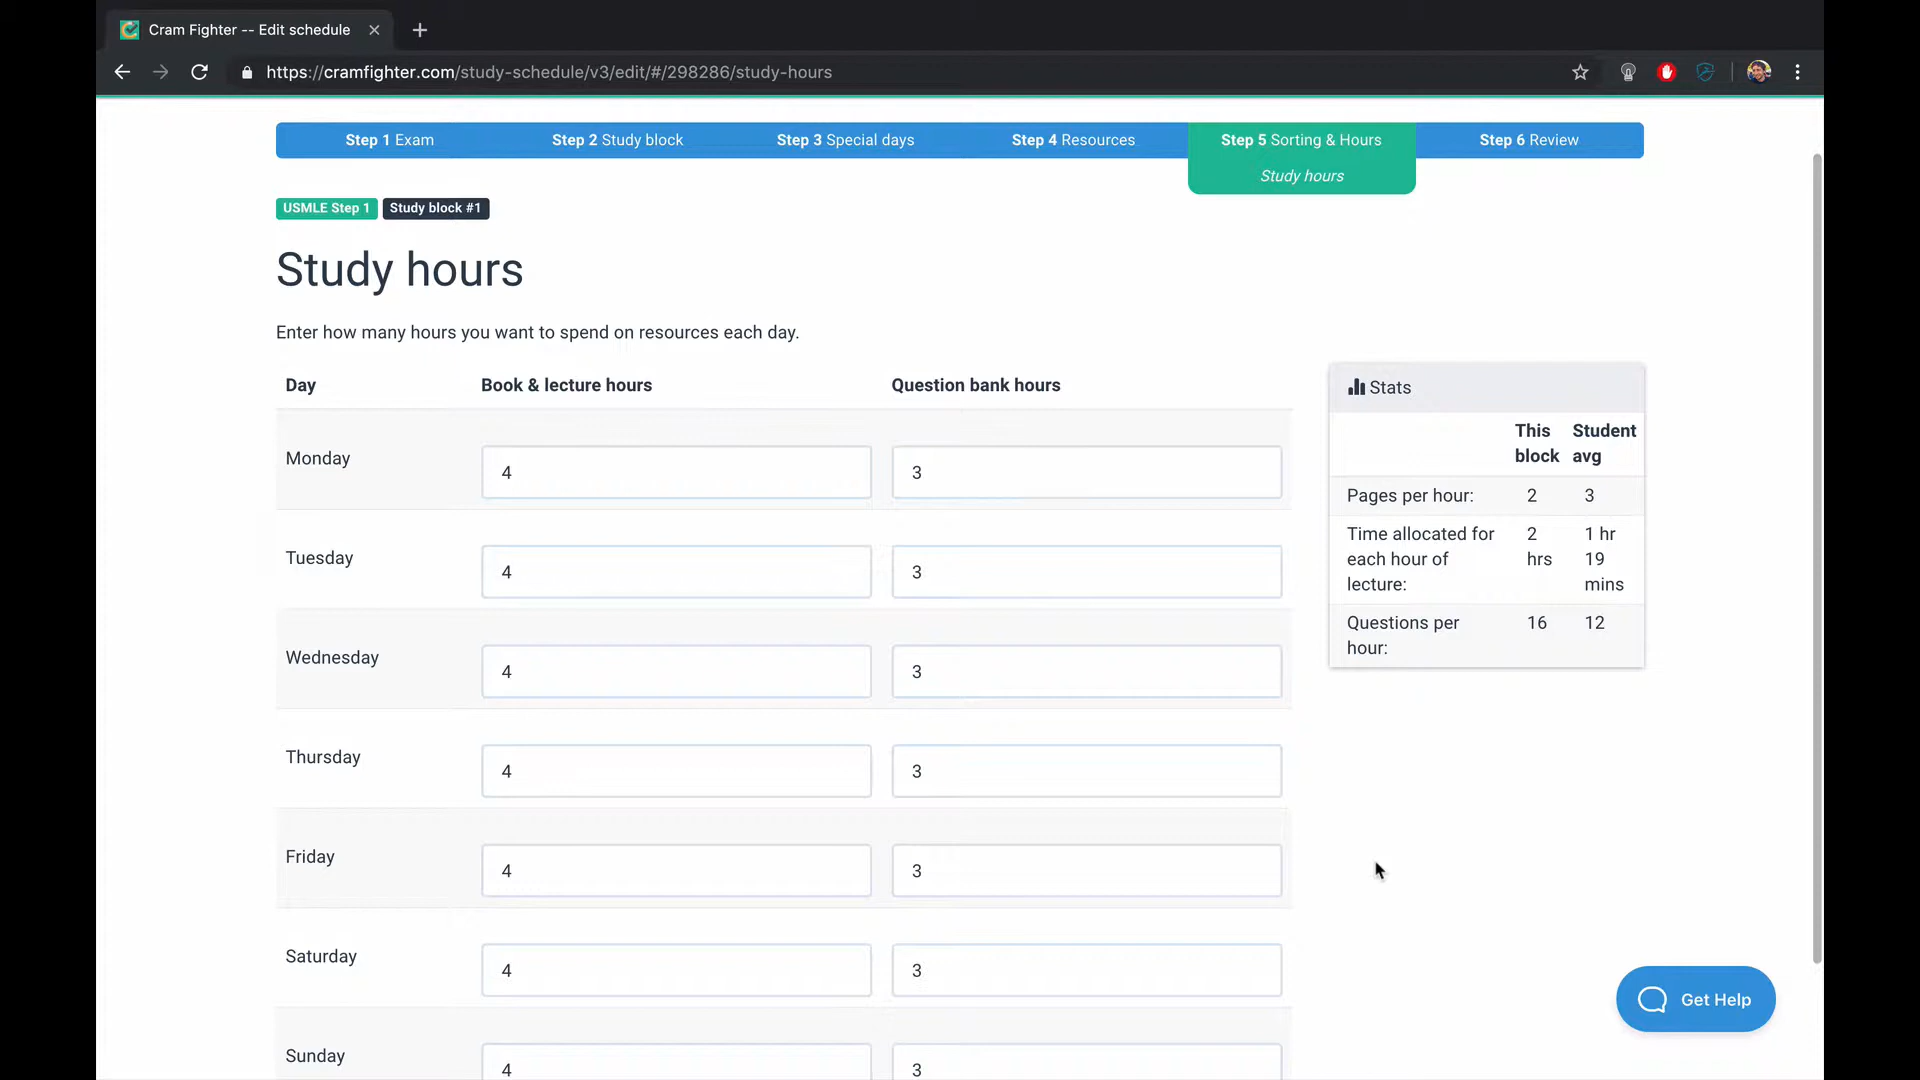 Cram Fighter -- Edit schedule
https://cramfighter.com/study-schedule/v3/edit/#/298286/study-hours
Step 1 Exam
Step 2 Study block
Step 3 Special days
Step 4 Resources
Step 5 Sorting & Hours
Step 6 Review
Study hours
USMLE Step 1
Study block #1
Study hours
Enter how many hours you want to spend on resources each day.
Day Book & lecture hours Question bank hours
Monday 4 3
Tuesday 4 3
Wednesday 4 3
Thursday 4 3
Friday 4 3
Saturday 4 3
Sunday 4 3
Stats
This Student
block avg
Pages per hour: 2 3
Time allocated for 2 1 hr
each hour of hrs 19
lecture: mins
Questions per 16 12
hour:
Get Help